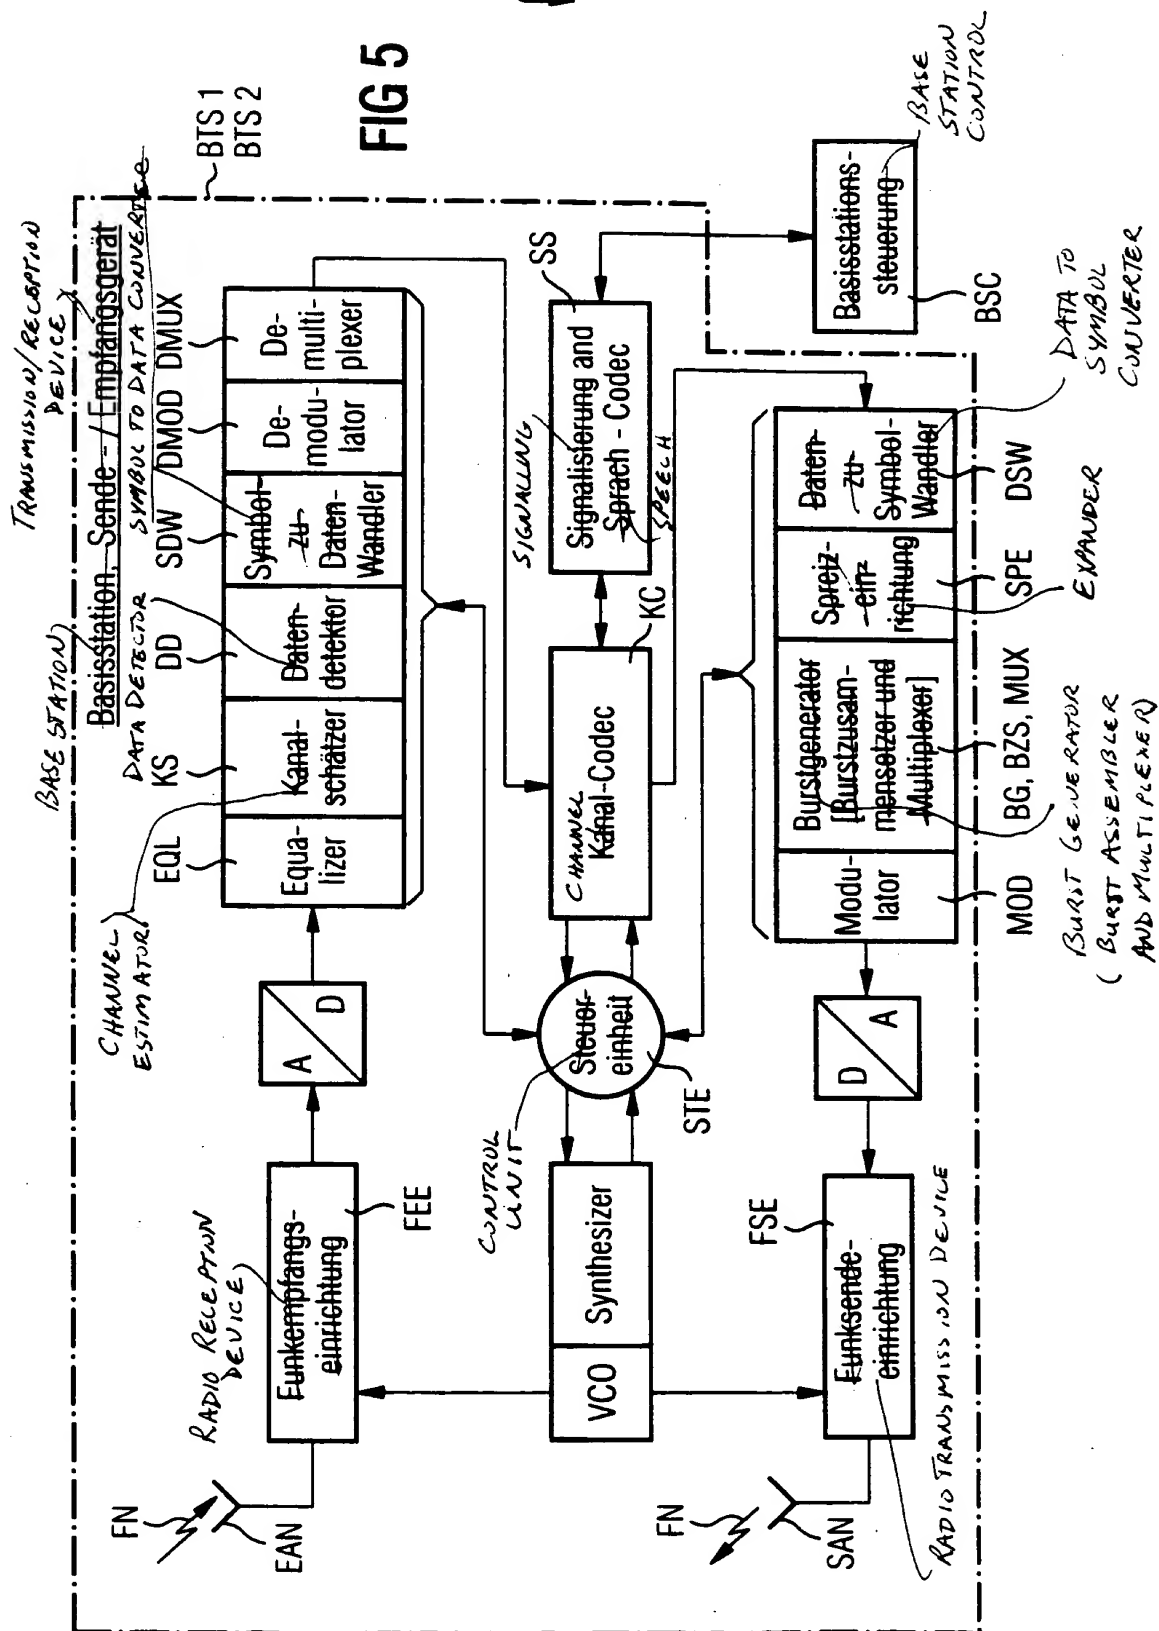 FIG 5
BTS 1
BTS 2
TRANSMISSION/RECEPTION
DEVICE
BASE STATION
Basisstation, Sende-/Empfangsgerät
SYMBOL TO DATA CONVERTER
DATA DETECTOR
CHANNEL
ESTIMATOR
EQL
KS
DD
SDW
DMOD
DMUX
Equa-
lizer
Kanal-
schätzer
Daten-
detektor
Symbol-
zu
Daten
Wandler
De-
modu-
lator
De-
multi-
plexer
A
D
RADIO RECEPTION
DEVICE
Funkempfangs-
einrichtung
FEE
FN
EAN
VCO
Synthesizer
CONTROL
UNIT
Steuer-
einheit
STE
CHANNEL
Kanal-Codec
KC
SIGNALLING
Signalisierung and
Sprach - Codec
SPEECH
SS
Basisstations-
steuerung
BSC
BASE
STATION
CONTROL
FN
SAN
FSE
Funksende-
einrichtung
RADIO TRANSMISSION DEVICE
D
A
Modu-
lator
Burstgenerator
[Burstzusam-
mensetzer und
Multiplexer]
Spreiz-
ein-
richtung
Daten-
zu
Symbol-
Wandler
MOD
BG, BZS, MUX
SPE
DSW
BURST GENERATOR
( BURST ASSEMBLER
AND MULTIPLEXER)
EXPANDER
DATA TO
SYMBOL
CONVERTER